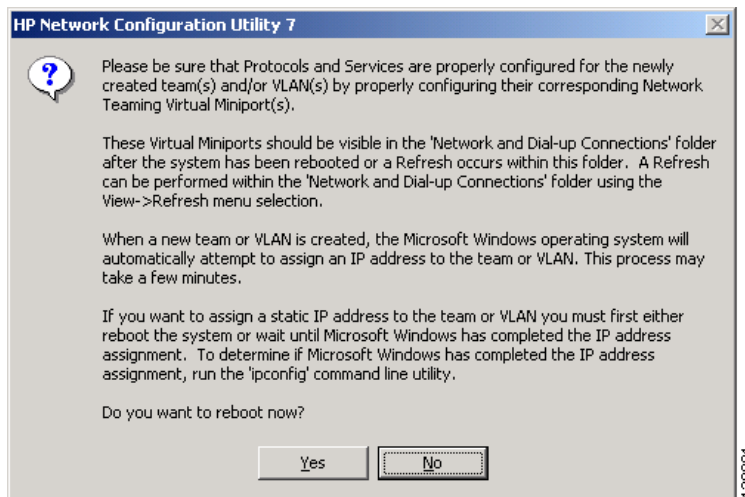 HP Network Configuration Utility 7
Please be sure that Protocols and Services are properly configured for the newly
created team(s) and/or VLAN(s) by properly configuring their corresponding Network
Teaming Virtual Miniport(s).
These Virtual Miniports should be visible in the 'Network and Dial-up Connections' folder
after the system has been rebooted or a Refresh occurs within this folder.  A Refresh
can be performed within the 'Network and Dial-up Connections' folder using the
View->Refresh menu selection.
When a new team or VLAN is created, the Microsoft Windows operating system will
automatically attempt to assign an IP address to the team or VLAN. This process may
take a few minutes.
If you want to assign a static IP address to the team or VLAN you must first either
reboot the system or wait until Microsoft Windows has completed the IP address
assignment.  To determine if Microsoft Windows has completed the IP address
assignment, run the 'ipconfig' command line utility.
Do you want to reboot now?
Yes
No